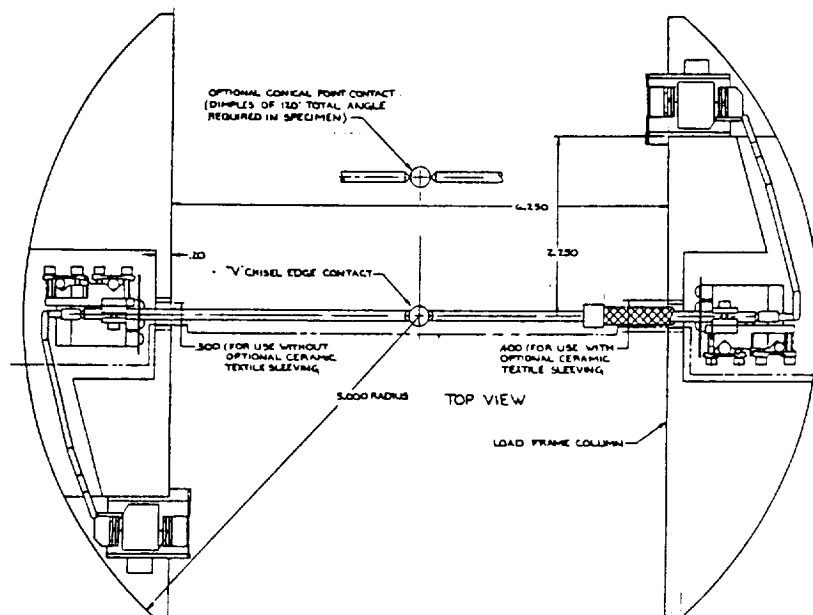 OPTIONAL CONICAL POINT CONTACT
(DIMPLES OF 120° TOTAL ANGLE
REQUIRED IN SPECIMEN)
6.250
2.250
.20
"V" CHISEL EDGE CONTACT
.300 (FOR USE WITHOUT
OPTIONAL CERAMIC
TEXTILE SLEEVING
.400 (FOR USE WITH
OPTIONAL CERAMIC
TEXTILE SLEEVING
5.000 RADIUS
TOP VIEW
LOAD FRAME COLUMN